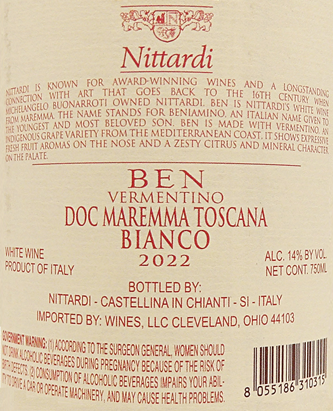 Nittardi
NITTARDI IS KNOWN FOR AWARD-WINNING WINES AND A LONGSTANDING
CONNECTION WITH ART THAT GOES BACK TO THE 16TH CENTURY WHEN
MICHELANGELO BUONARROTI OWNED NITTARDI. BEN IS NITTARDI'S WHITE WINE
FROM MAREMMA. THE NAME STANDS FOR BENIAMINO, AN ITALIAN NAME GIVEN TO
THE YOUNGEST AND MOST BELOVED SON. BEN IS MADE WITH VERMENTINO, AN
INDIGENOUS GRAPE VARIETY FROM THE MEDITERRANEAN COAST. IT SHOWS EXPRESSIVE
FRESH FRUIT AROMAS ON THE NOSE AND A ZESTY CITRUS AND MINERAL CHARACTER
ON THE PALATE.
BEN
VERMENTINO
DOC MAREMMA TOSCANA
BIANCO
2022
WHITE WINE
PRODUCT OF ITALY
ALC. 14% BY VOL.
NET CONT. 750ML
BOTTLED BY:
NITTARDI - CASTELLINA IN CHIANTI - SI - ITALY
IMPORTED BY: WINES, LLC CLEVELAND, OHIO 44103
GOVERNMENT WARNING: (1) ACCORDING TO THE SURGEON GENERAL, WOMEN SHOULD
NOT DRINK ALCOHOLIC BEVERAGES DURING PREGNANCY BECAUSE OF THE RISK OF
BIRTH DEFECTS. (2) CONSUMPTION OF ALCOHOLIC BEVERAGES IMPAIRS YOUR ABIL-
ITY TO DRIVE A CAR OR OPERATE MACHINERY, AND MAY CAUSE HEALTH PROBLEMS.
8 055186 310315